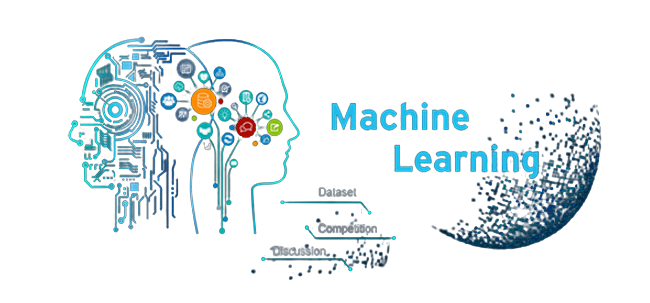 Machine
Learning
Dataset
Competition
Discussion